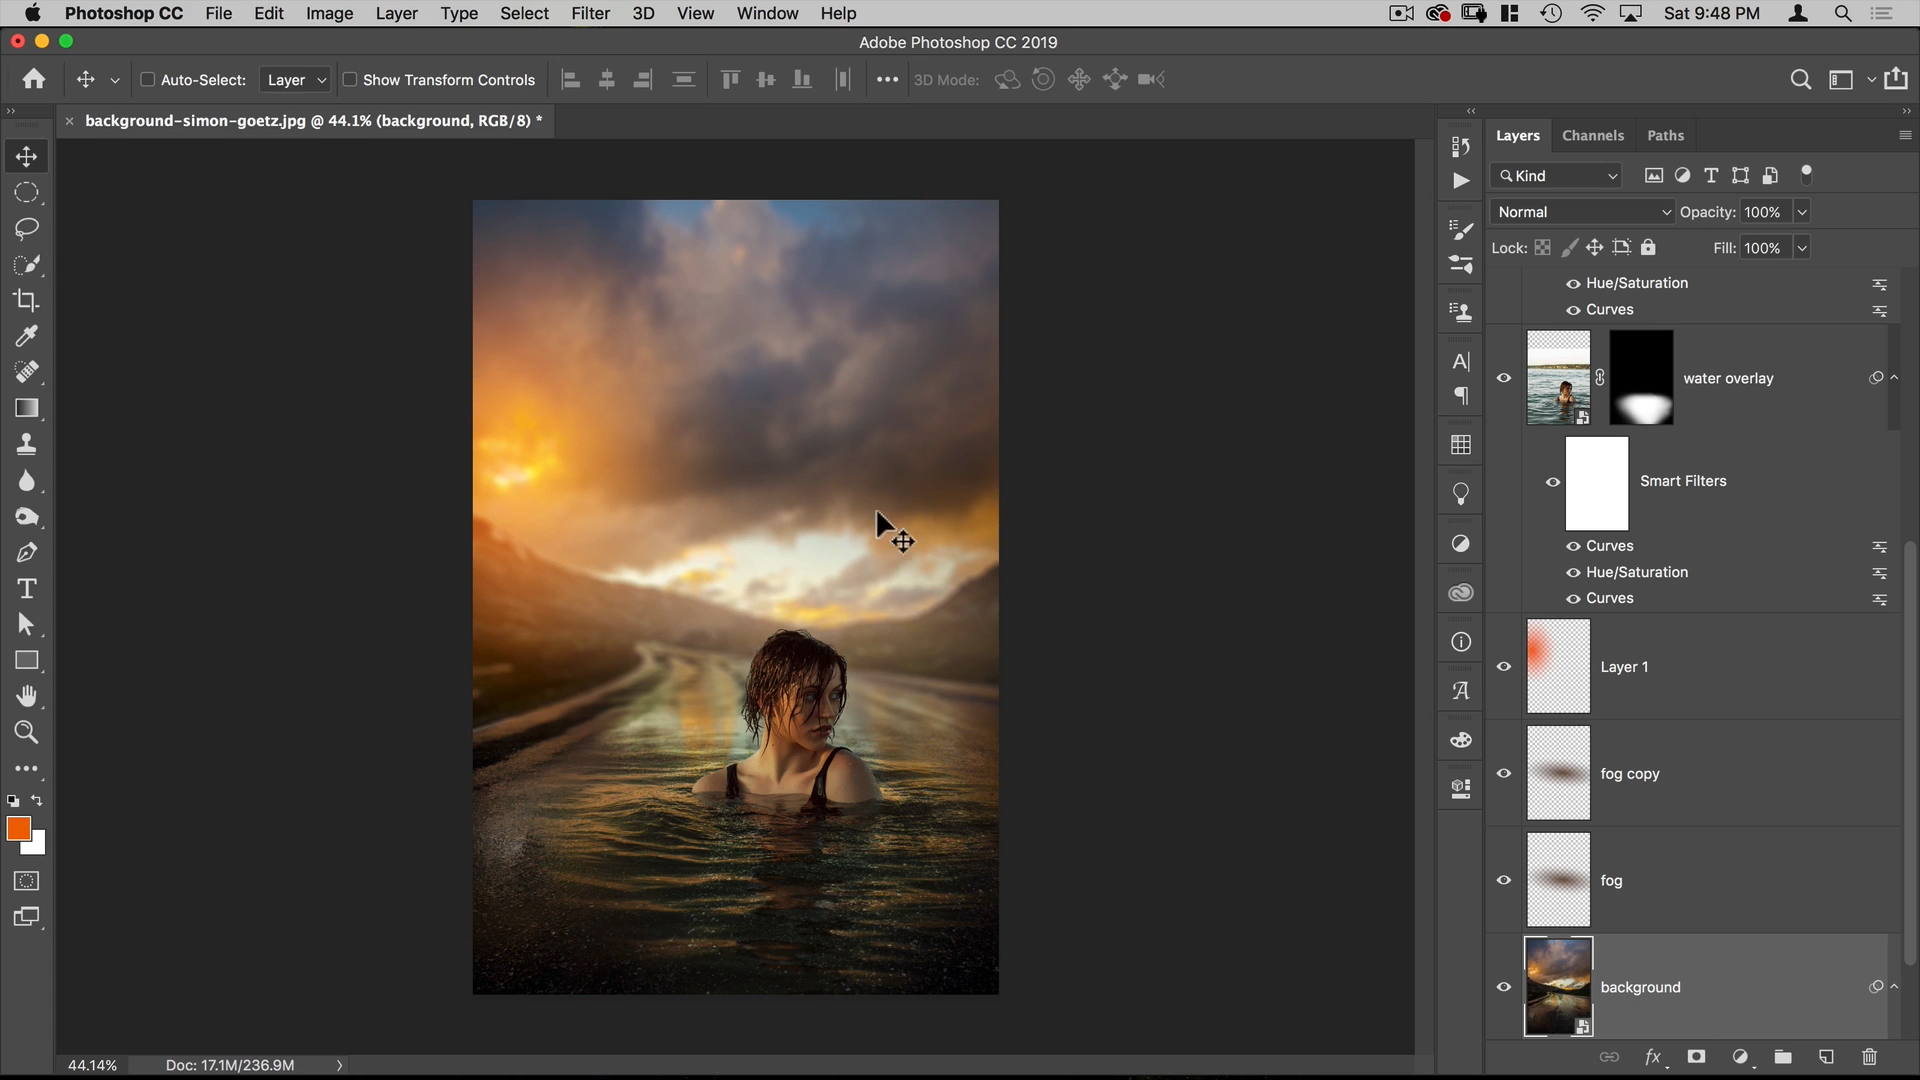 Photoshop CC File Edit Image Layer Type Select Filter 3D View Window Help Sat 9:48 PM
Adobe Photoshop CC 2019
Auto-Select: Layer Show Transform Controls 3D Mode:
background-simon-goetz.jpg @ 44.1% (background, RGB/8) *
Layers Channels Paths
Kind
Normal Opacity: 100%
Lock: Fill: 100%
Hue/Saturation
Curves
water overlay
Smart Filters
Curves
Hue/Saturation
Curves
Layer 1
fog copy
fog
background
44.14% Doc: 17.1M/236.9M